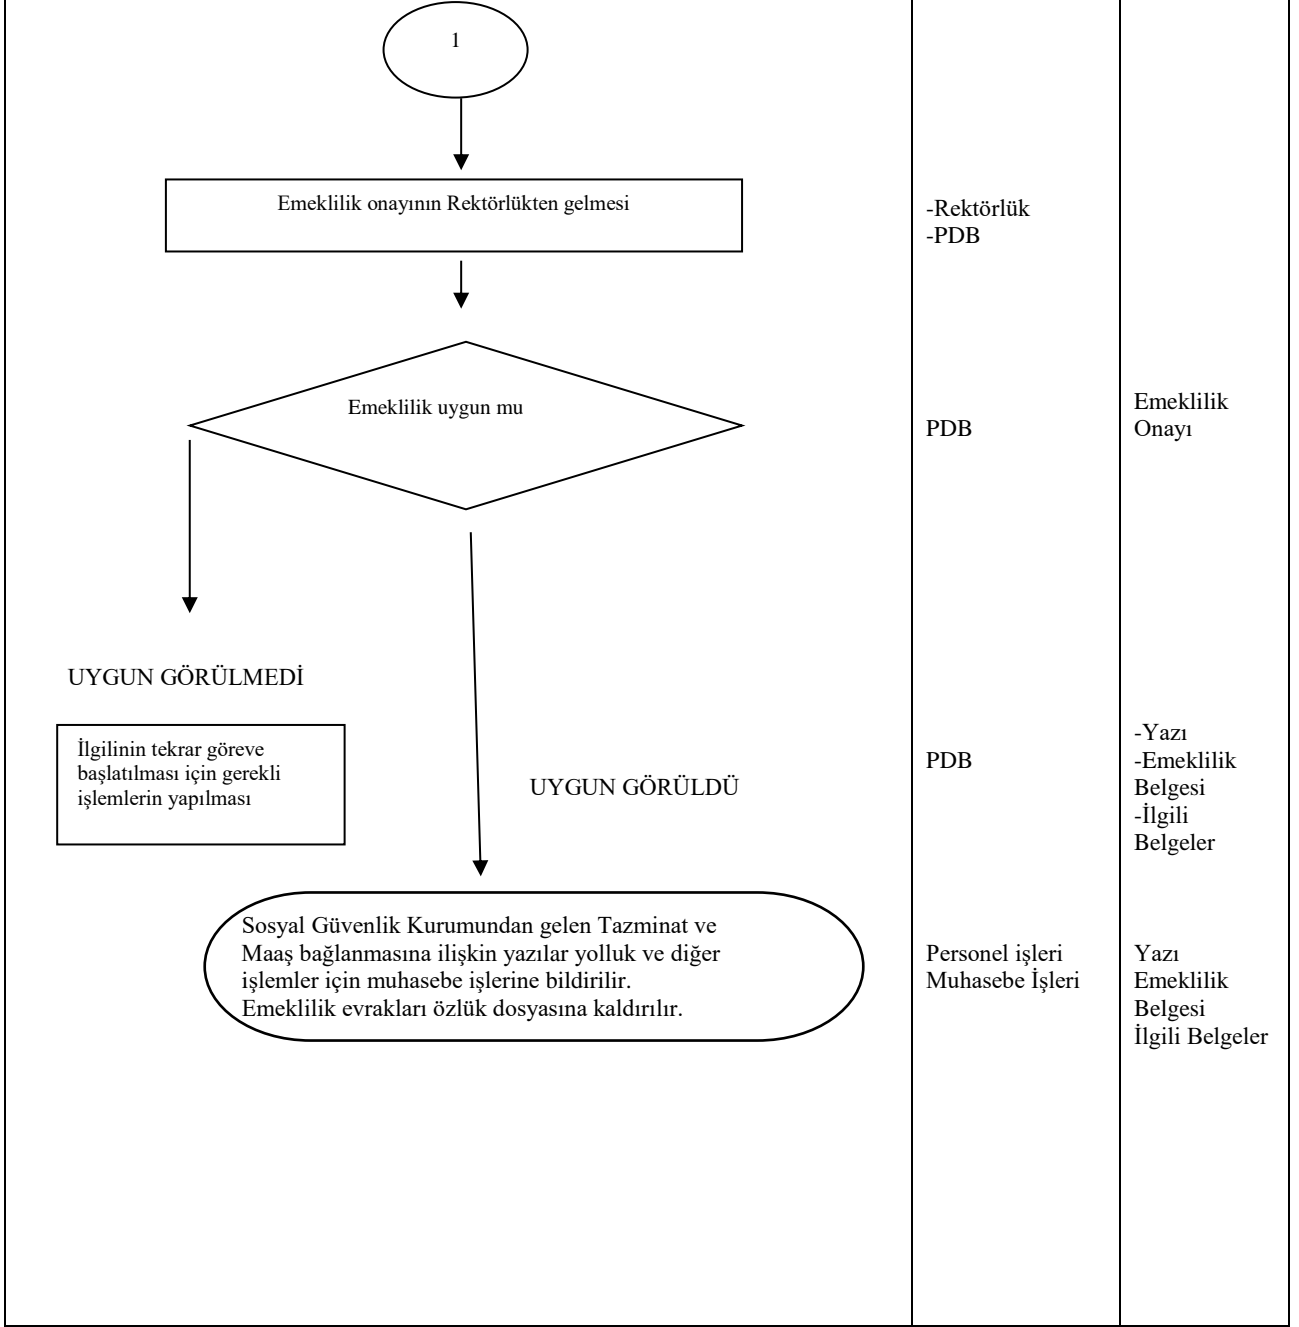 1
Emeklilik onayının Rektörlükten gelmesi
-Rektörlük
-PDB
Emeklilik uygun mu
PDB
Emeklilik
Onayı
UYGUN GÖRÜLMEDİ
İlgilinin tekrar göreve
başlatılması için gerekli
işlemlerin yapılması
UYGUN GÖRÜLDÜ
PDB
-Yazı
-Emeklilik
Belgesi
-İlgili
Belgeler
Sosyal Güvenlik Kurumundan gelen Tazminat ve
Maaş bağlanmasına ilişkin yazılar yolluk ve diğer
işlemler için muhasebe işlerine bildirilir.
Emeklilik evrakları özlük dosyasına kaldırılır.
Personel işleri
Muhasebe İşleri
Yazı
Emeklilik
Belgesi
İlgili Belgeler